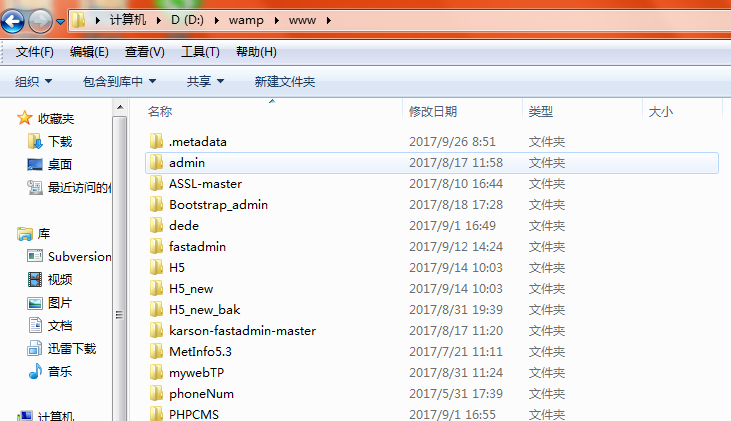 计算机 D (D:) wamp www
文件(F) 编辑(E) 查看(V) 工具(T) 帮助(H)
组织 包含到库中 共享 新建文件夹
收藏夹
下载
桌面
最近访问的
库
Subversion
视频
图片
文档
迅雷下载
音乐
计算机
名称 修改日期 类型 大小
.metadata 2017/9/26 8:51 文件夹
admin 2017/8/17 11:58 文件夹
ASSL-master 2017/8/10 16:44 文件夹
Bootstrap_admin 2017/8/18 17:28 文件夹
dede 2017/9/1 16:49 文件夹
fastadmin 2017/9/12 14:24 文件夹
H5 2017/9/14 10:03 文件夹
H5_new 2017/9/14 10:03 文件夹
H5_new_bak 2017/8/31 19:39 文件夹
karson-fastadmin-master 2017/8/17 11:20 文件夹
MetInfo5.3 2017/7/21 11:11 文件夹
mywebTP 2017/8/31 11:24 文件夹
phoneNum 2017/5/31 17:39 文件夹
PHPCMS 2017/9/1 16:55 文件夹